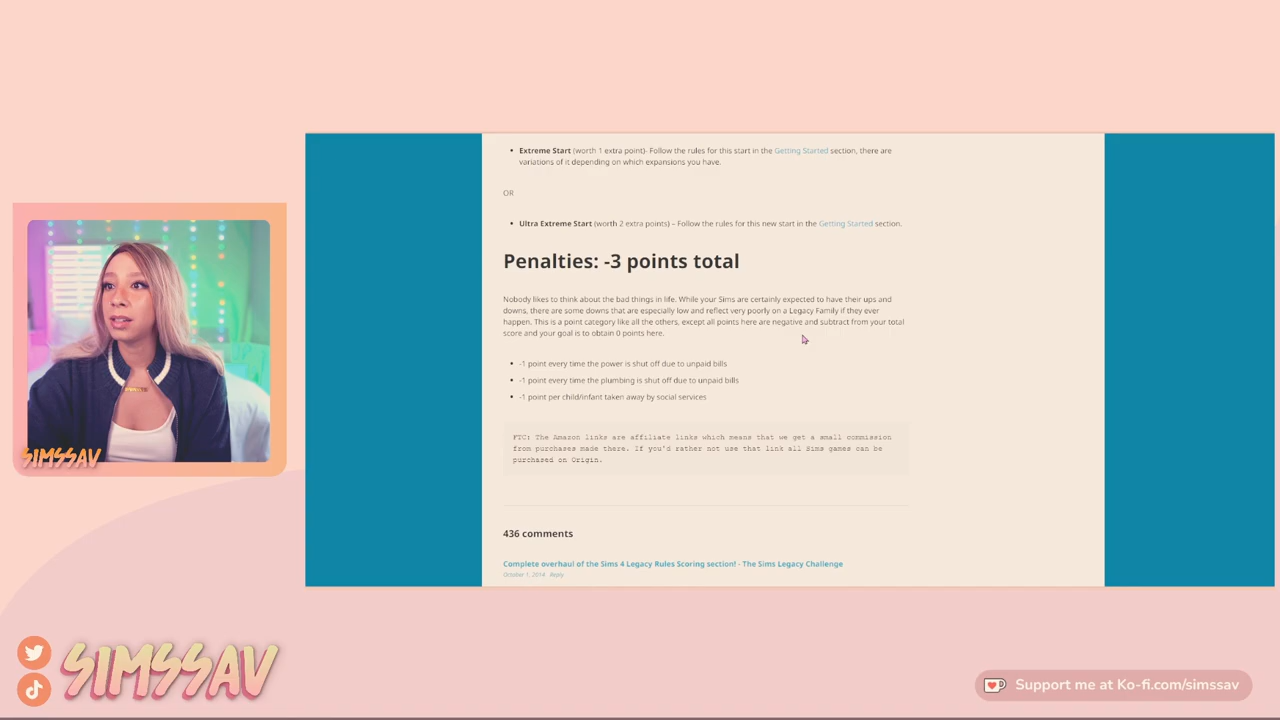 Extreme Start (worth 1 extra point)- Follow the rules for this start in the Getting Started section, there are
variations of it depending on which expansions you have.
OR
Ultra Extreme Start (worth 2 extra points) – Follow the rules for this new start in the Getting Started section.
Penalties: -3 points total
Nobody likes to think about the bad things in life. While your Sims are certainly expected to have their ups and
downs, there are some downs that are especially low and reflect very poorly on a Legacy Family if they ever
happen. This is a point category like all the others, except all points here are negative and subtract from your total
score and your goal is to obtain 0 points here.
-1 point every time the power is shut off due to unpaid bills
-1 point every time the plumbing is shut off due to unpaid bills
-1 point per child/infant taken away by social services
FTC: The Amazon links are affiliate links which means that we get a small commission
from purchases made there. If you'd rather not use that link all Sims games can be
purchased on Origin.
436 comments
Complete overhaul of the Sims 4 Legacy Rules Scoring section! - The Sims Legacy Challenge
October 1, 2014 · Reply
SIMSSAV
SIMSSAV
Support me at Ko-fi.com/simssav